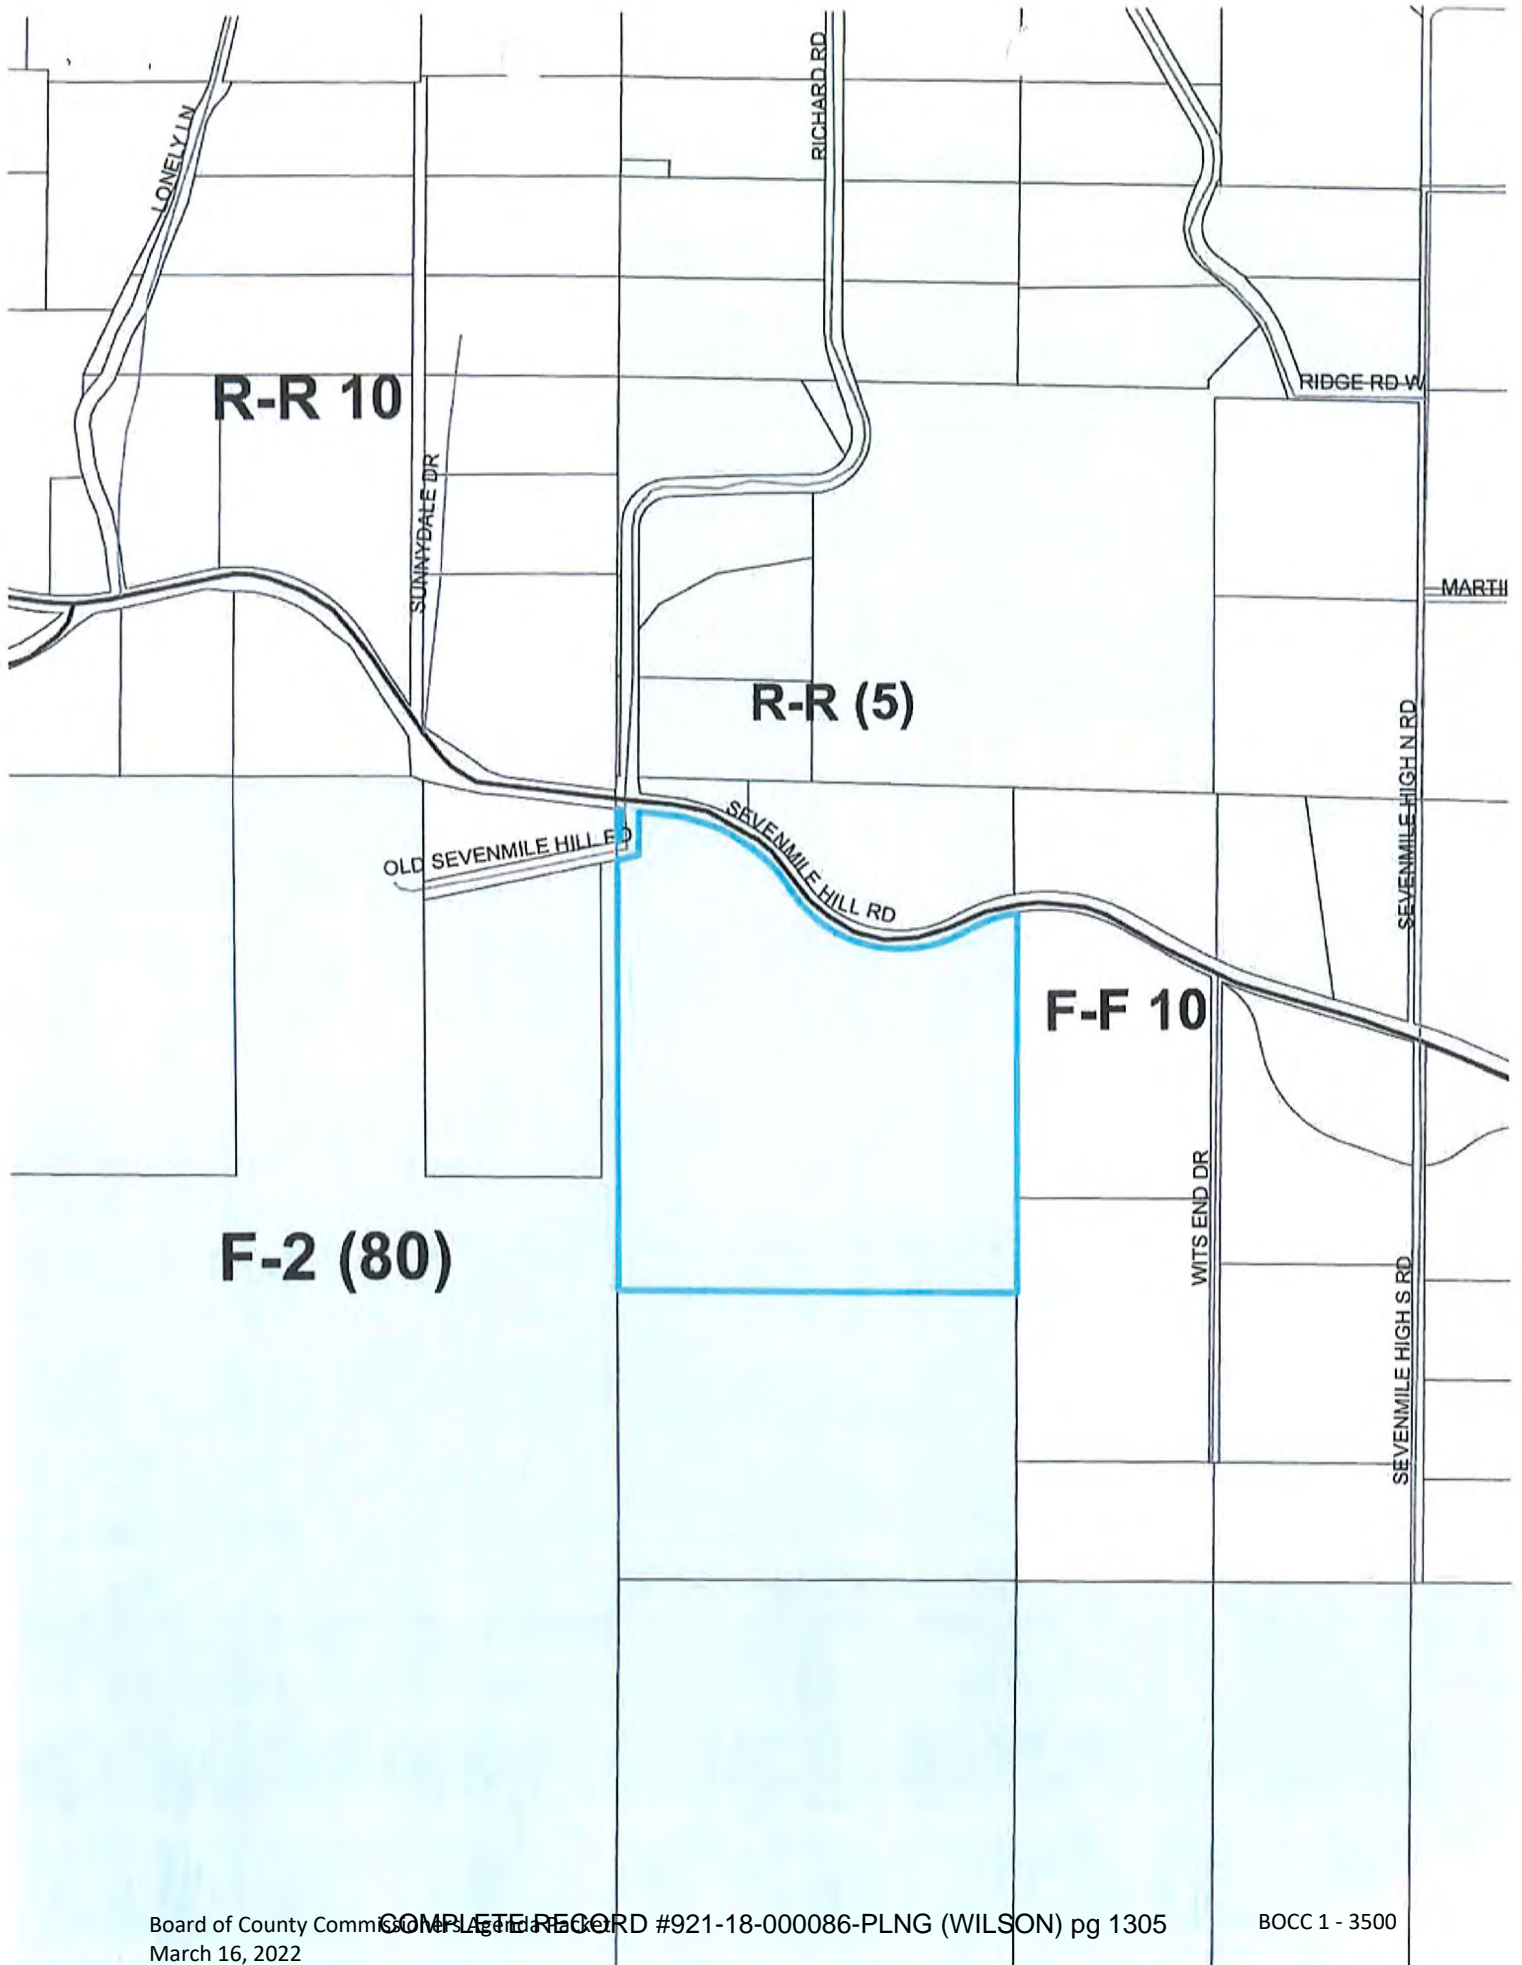 LONELY LN
RICHARD RD
R-R 10
RIDGE RD W
SUNNYDALE DR
MARTI
R-R (5)
SEVENMILE HIGH N RD
SEVENMILE HILL RD
OLD SEVENMILE HILL RD
F-F 10
WITS END DR
F-2 (80)
SEVENMILE HIGH S RD
Board of County Commissioners Agenda Packet
COMPLETE RECORD #921-18-000086-PLNG (WILSON) pg 1305
BOCC 1 - 3500
March 16, 2022